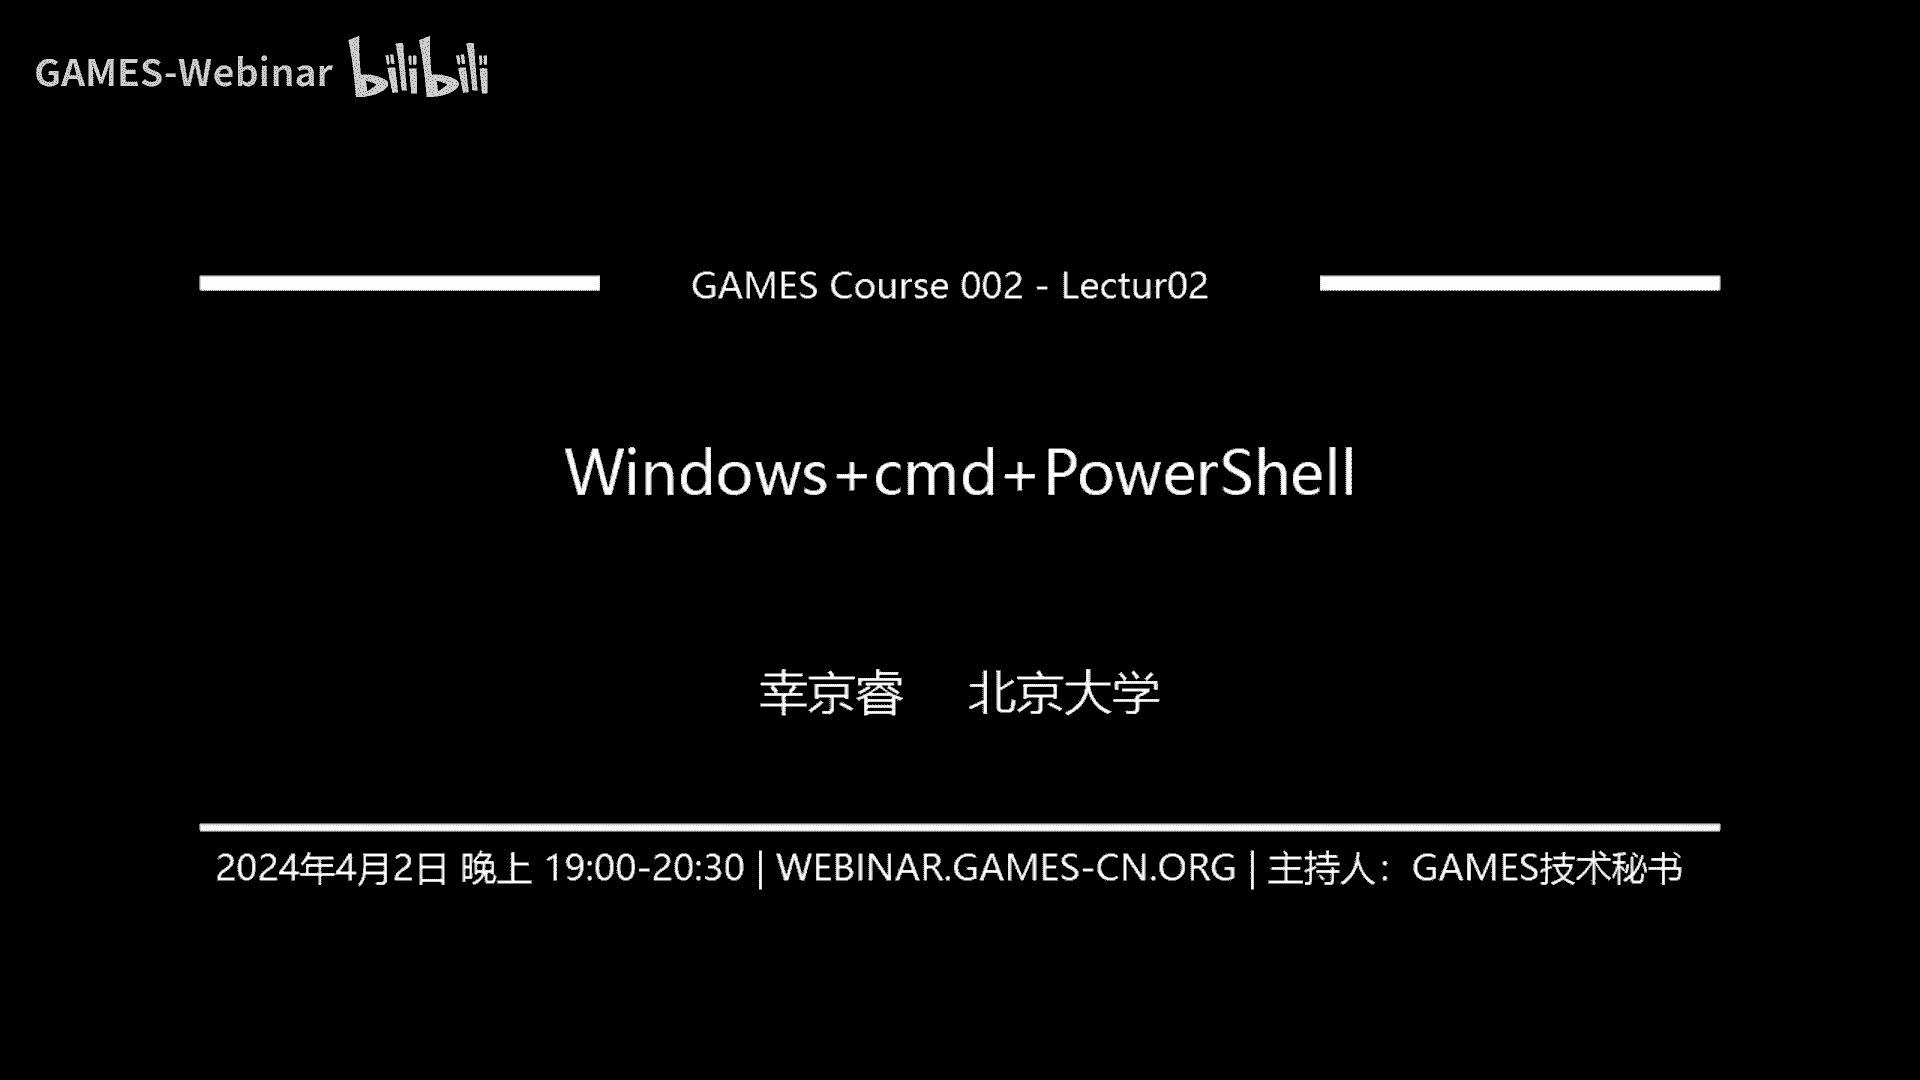 GAMES-Webinar bilibili
GAMES Course 002 - Lectur02
Windows+cmd+PowerShell
幸京睿 北京大学
2024年4月2日 晚上 19:00-20:30 | WEBINAR.GAMES-CN.ORG | 主持人：GAMES技术秘书